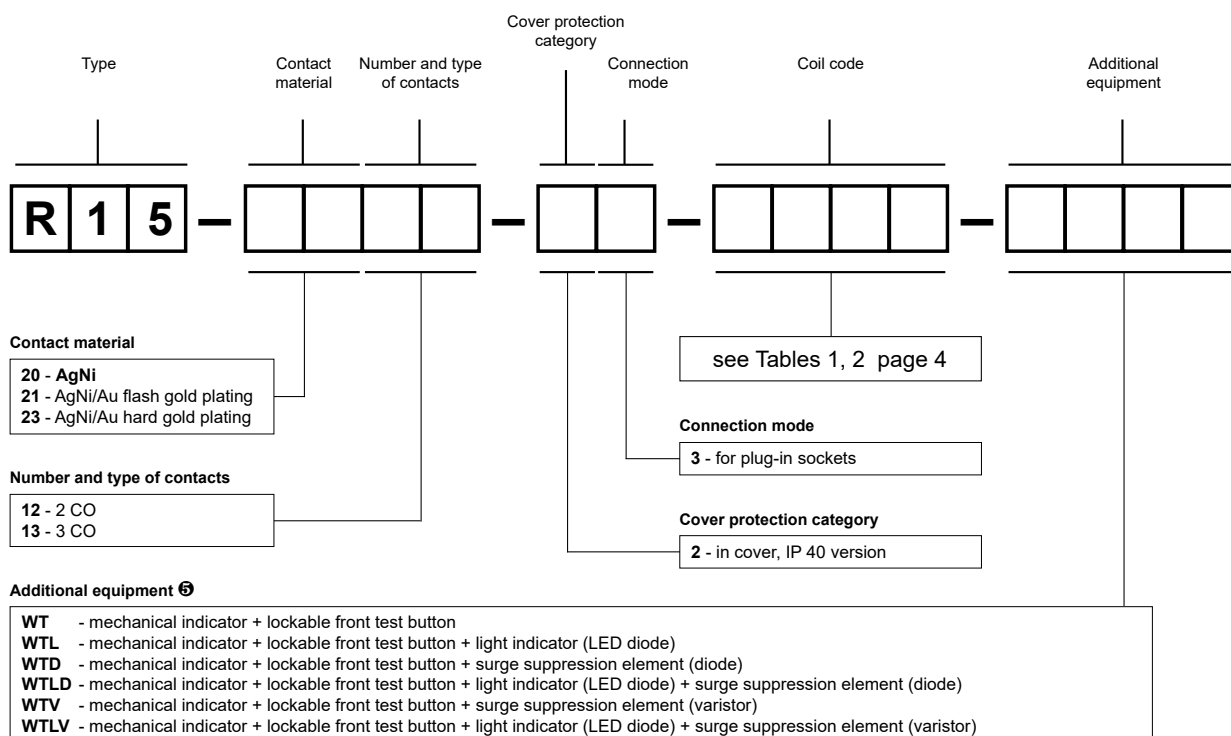 Cover protection
category
Type
Contact
material
Number and type
of contacts
Connection
mode
Coil code
Additional
equipment
R 1 5 – – – –
Contact material
20 - AgNi
21 - AgNi/Au flash gold plating
23 - AgNi/Au hard gold plating
see Tables 1, 2 page 4
Connection mode
3 - for plug-in sockets
Number and type of contacts
12 - 2 CO
13 - 3 CO
Cover protection category
2 - in cover, IP 40 version
Additional equipment ❺
WT - mechanical indicator + lockable front test button
WTL - mechanical indicator + lockable front test button + light indicator (LED diode)
WTD - mechanical indicator + lockable front test button + surge suppression element (diode)
WTLD - mechanical indicator + lockable front test button + light indicator (LED diode) + surge suppression element (diode)
WTV - mechanical indicator + lockable front test button + surge suppression element (varistor)
WTLV - mechanical indicator + lockable front test button + light indicator (LED diode) + surge suppression element (varistor)